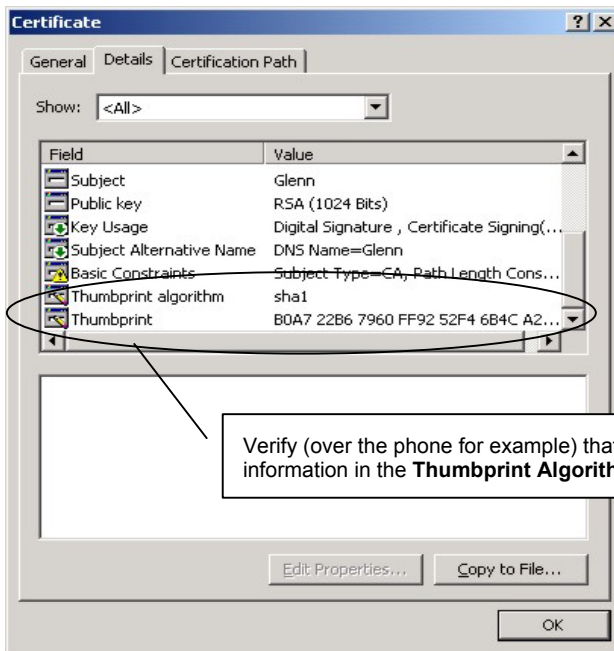 Certificate
General Details Certification Path
Show: <All>
Field Value
Subject Glenn
Public key RSA (1024 Bits)
Key Usage Digital Signature , Certificate Signing(...
Subject Alternative Name DNS Name=Glenn
Basic Constraints Subject Type=CA, Path Length Cons...
Thumbprint algorithm sha1
Thumbprint B0A7 22B6 7960 FF92 52F4 6B4C A2...
Verify (over the phone for example) that
information in the Thumbprint Algorith
Edit Properties... Copy to File...
OK